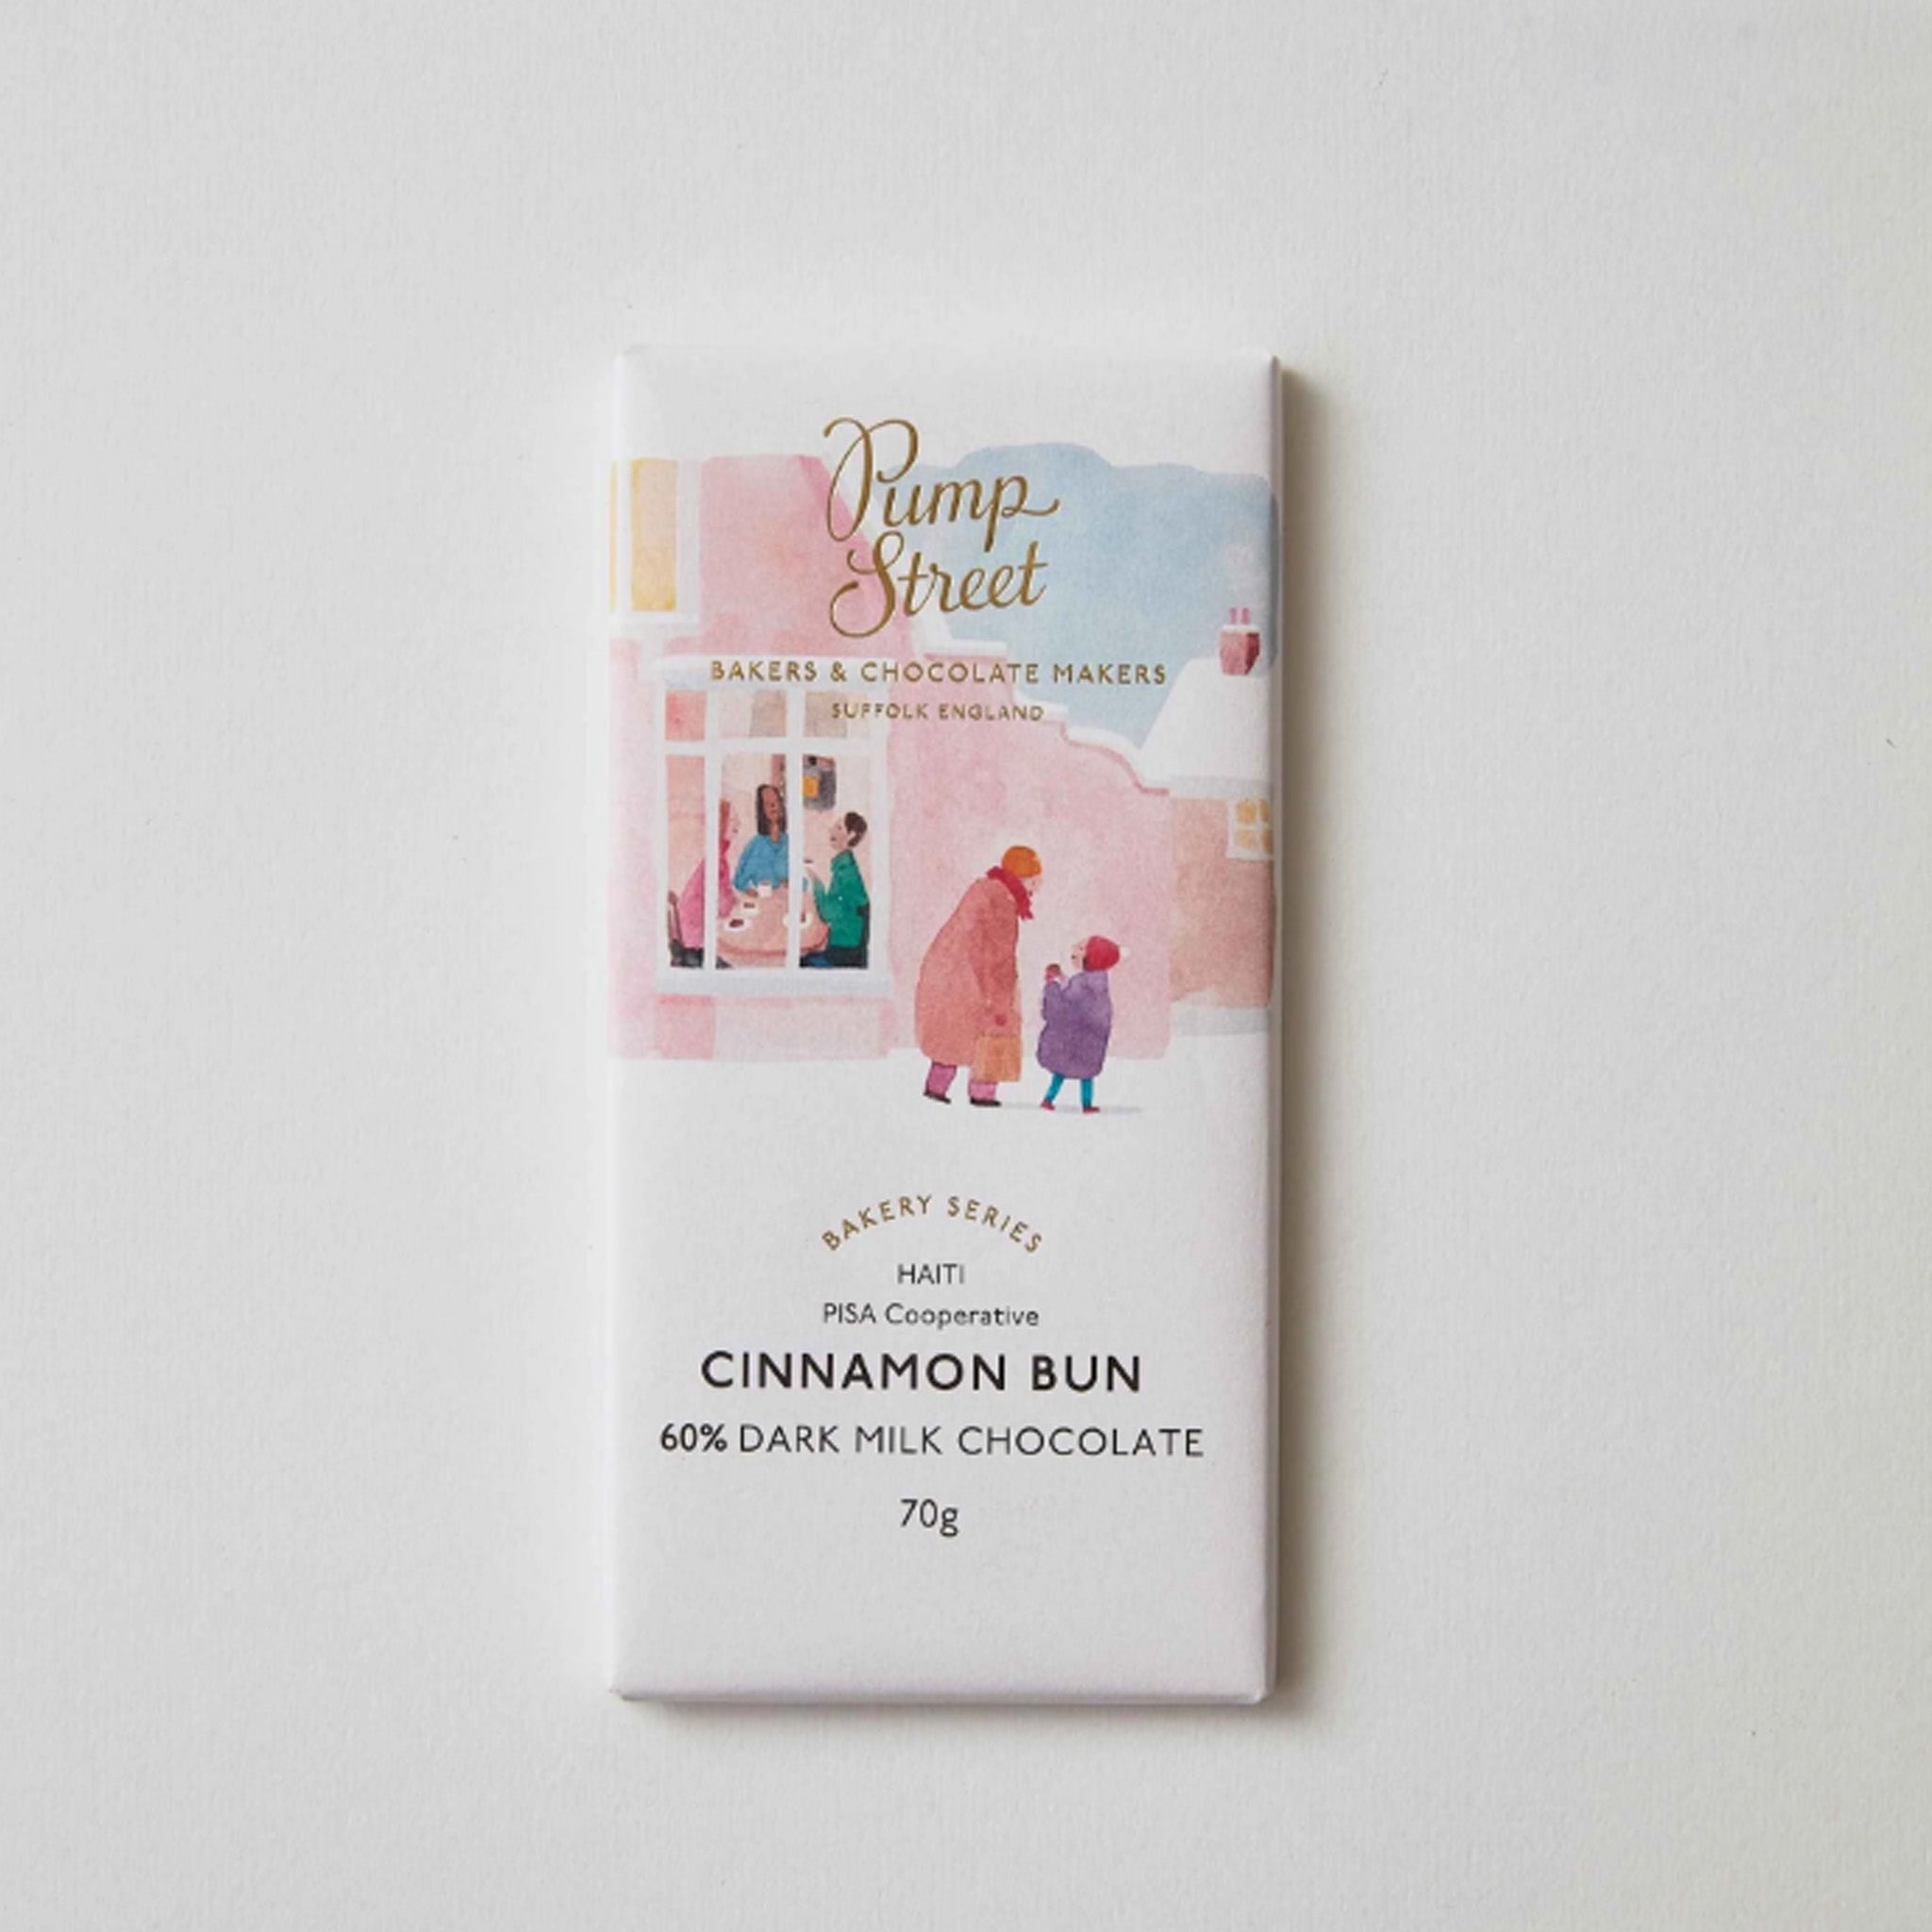 Pump
Street
BAKERS & CHOCOLATE MAKERS
SUFFOLK ENGLAND
BAKERY SERIES
HAITI
PISA Cooperative
CINNAMON BUN
60% DARK MILK CHOCOLATE
70g